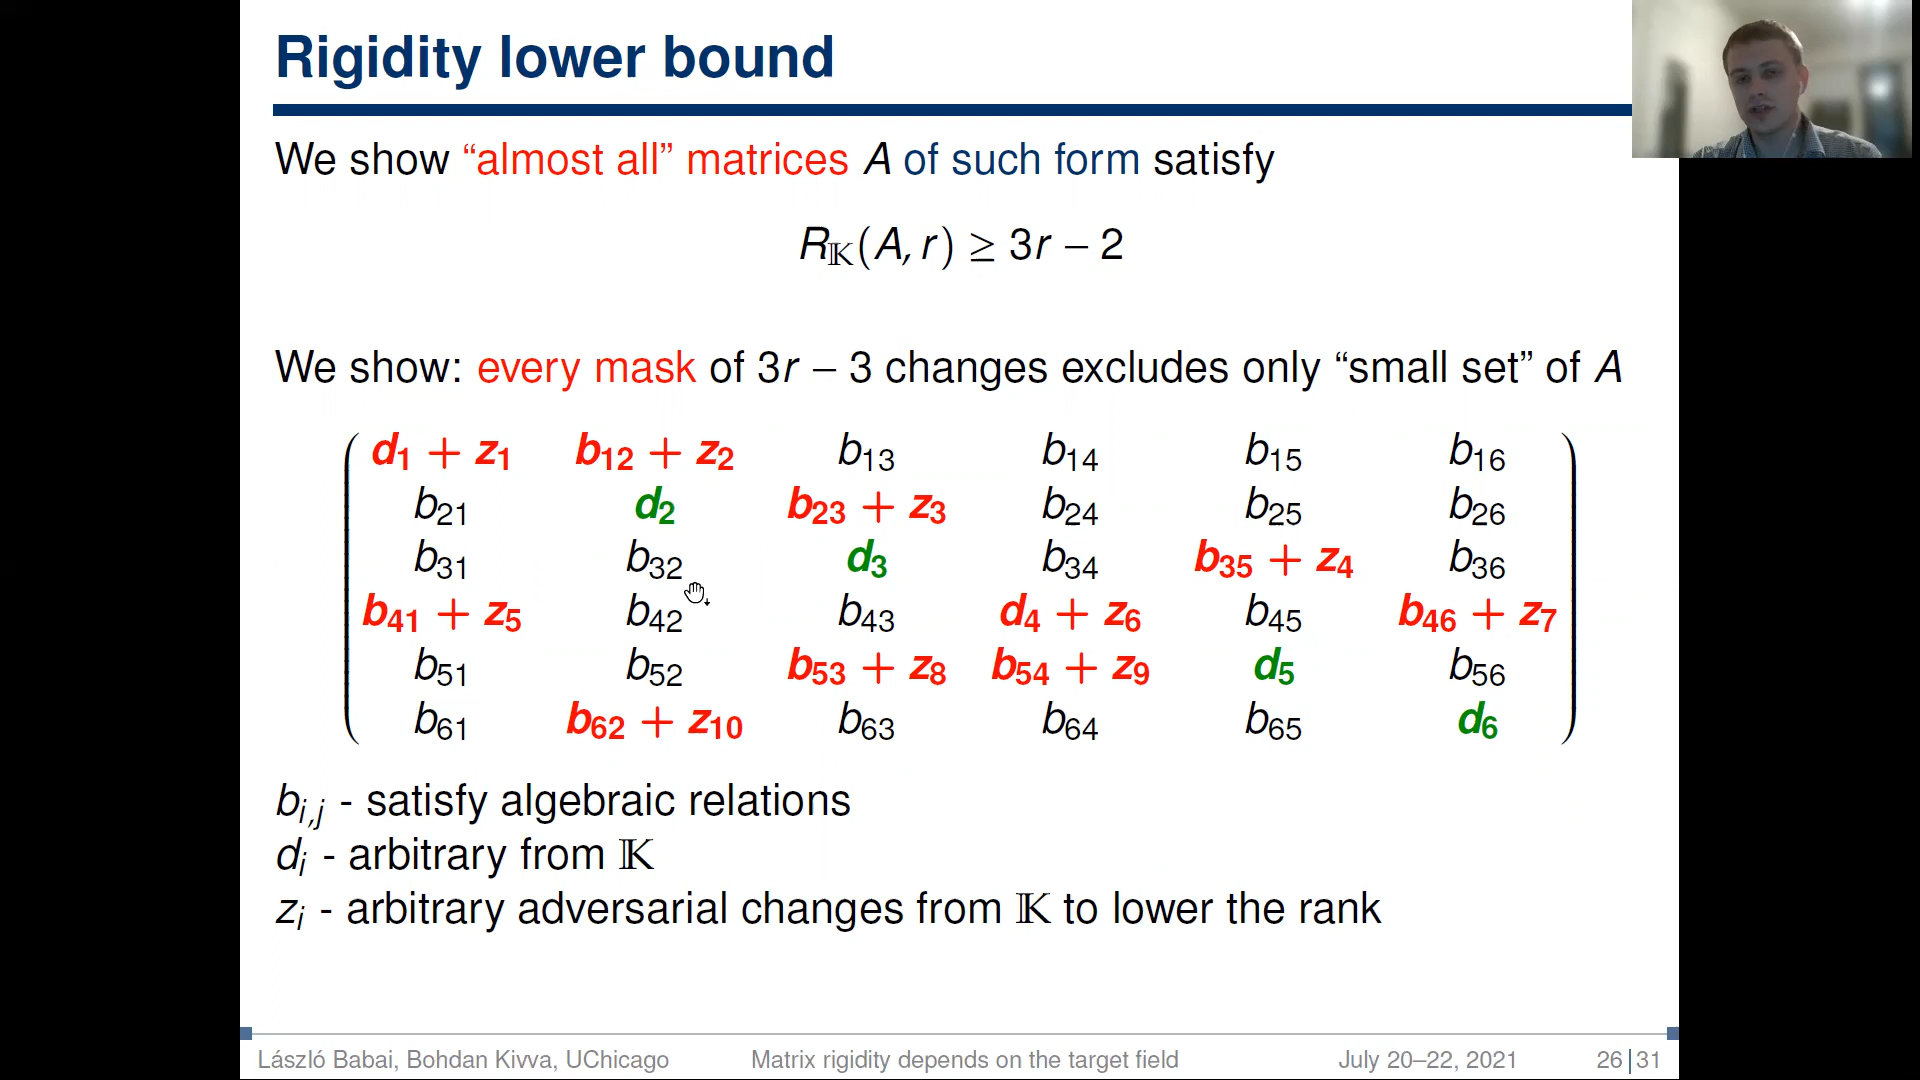 Rigidity lower bound
We show “almost all” matrices A of such form satisfy
R_𝕂(A, r) ≥ 3r − 2
We show: every mask of 3r − 3 changes excludes only “small set” of A
d₁ + z₁ b₁₂ + z₂ b₁₃ b₁₄ b₁₅ b₁₆
b₂₁ d₂ b₂₃ + z₃ b₂₄ b₂₅ b₂₆
b₃₁ b₃₂ d₃ b₃₄ b₃₅ + z₄ b₃₆
b₄₁ + z₅ b₄₂ b₄₃ d₄ + z₆ b₄₅ b₄₆ + z₇
b₅₁ b₅₂ b₅₃ + z₈ b₅₄ + z₉ d₅ b₅₆
b₆₁ b₆₂ + z₁₀ b₆₃ b₆₄ b₆₅ d₆
b_{i,j} - satisfy algebraic relations
d_i - arbitrary from 𝕂
z_i - arbitrary adversarial changes from 𝕂 to lower the rank
László Babai, Bohdan Kivva, UChicago Matrix rigidity depends on the target field July 20–22, 2021 26|31